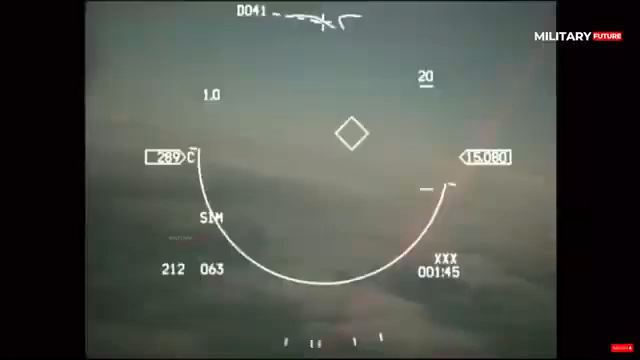 D041
MILITARY FUTURE
20
1.0
289 C
15.080
SIM
XXX
212 063
001:45